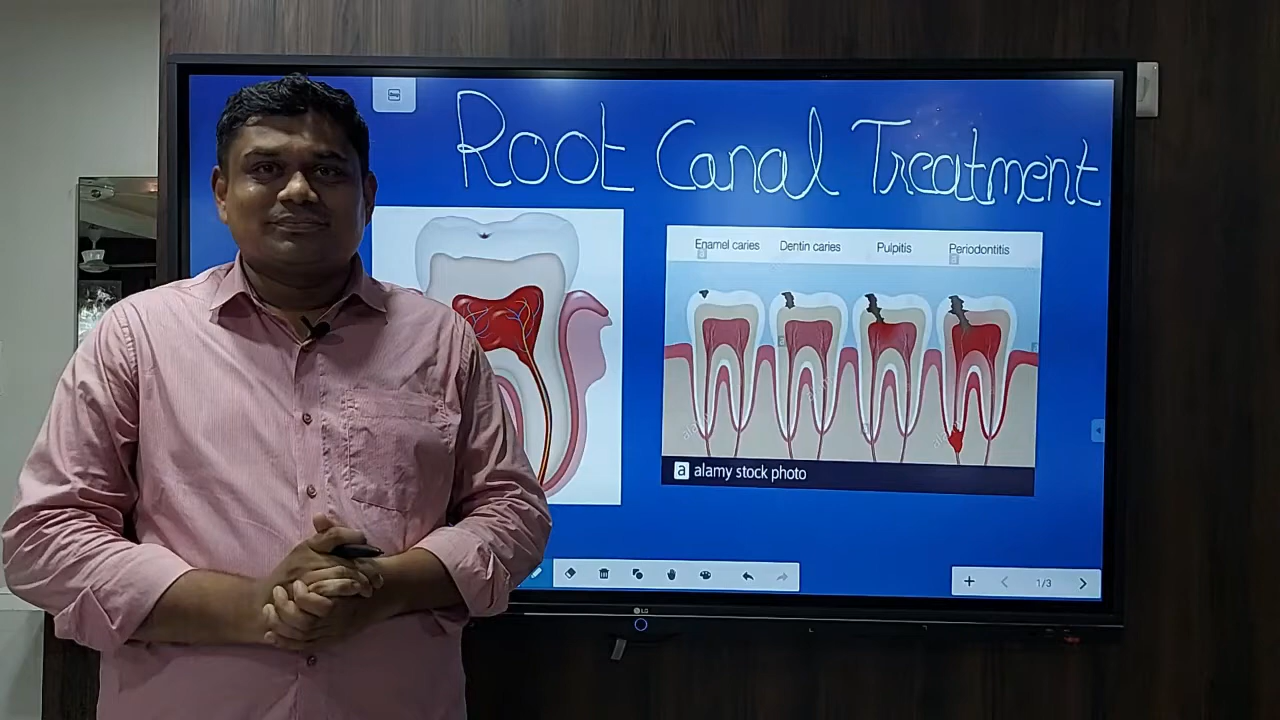 Root Canal Treatment
Enamel caries Dentin caries Pulpitis Periodontitis
a
a
a
a alamy stock photo
1/3
LG